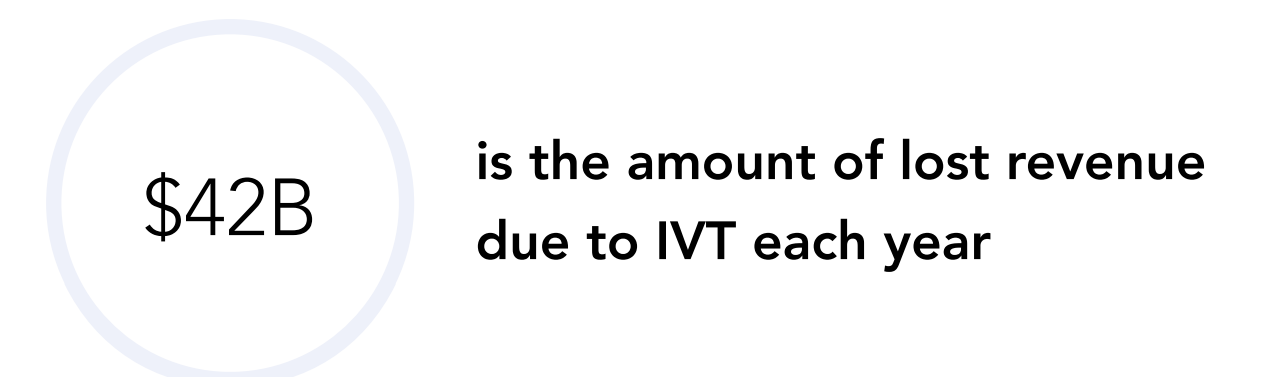 $42B
is the amount of lost revenue
due to IVT each year